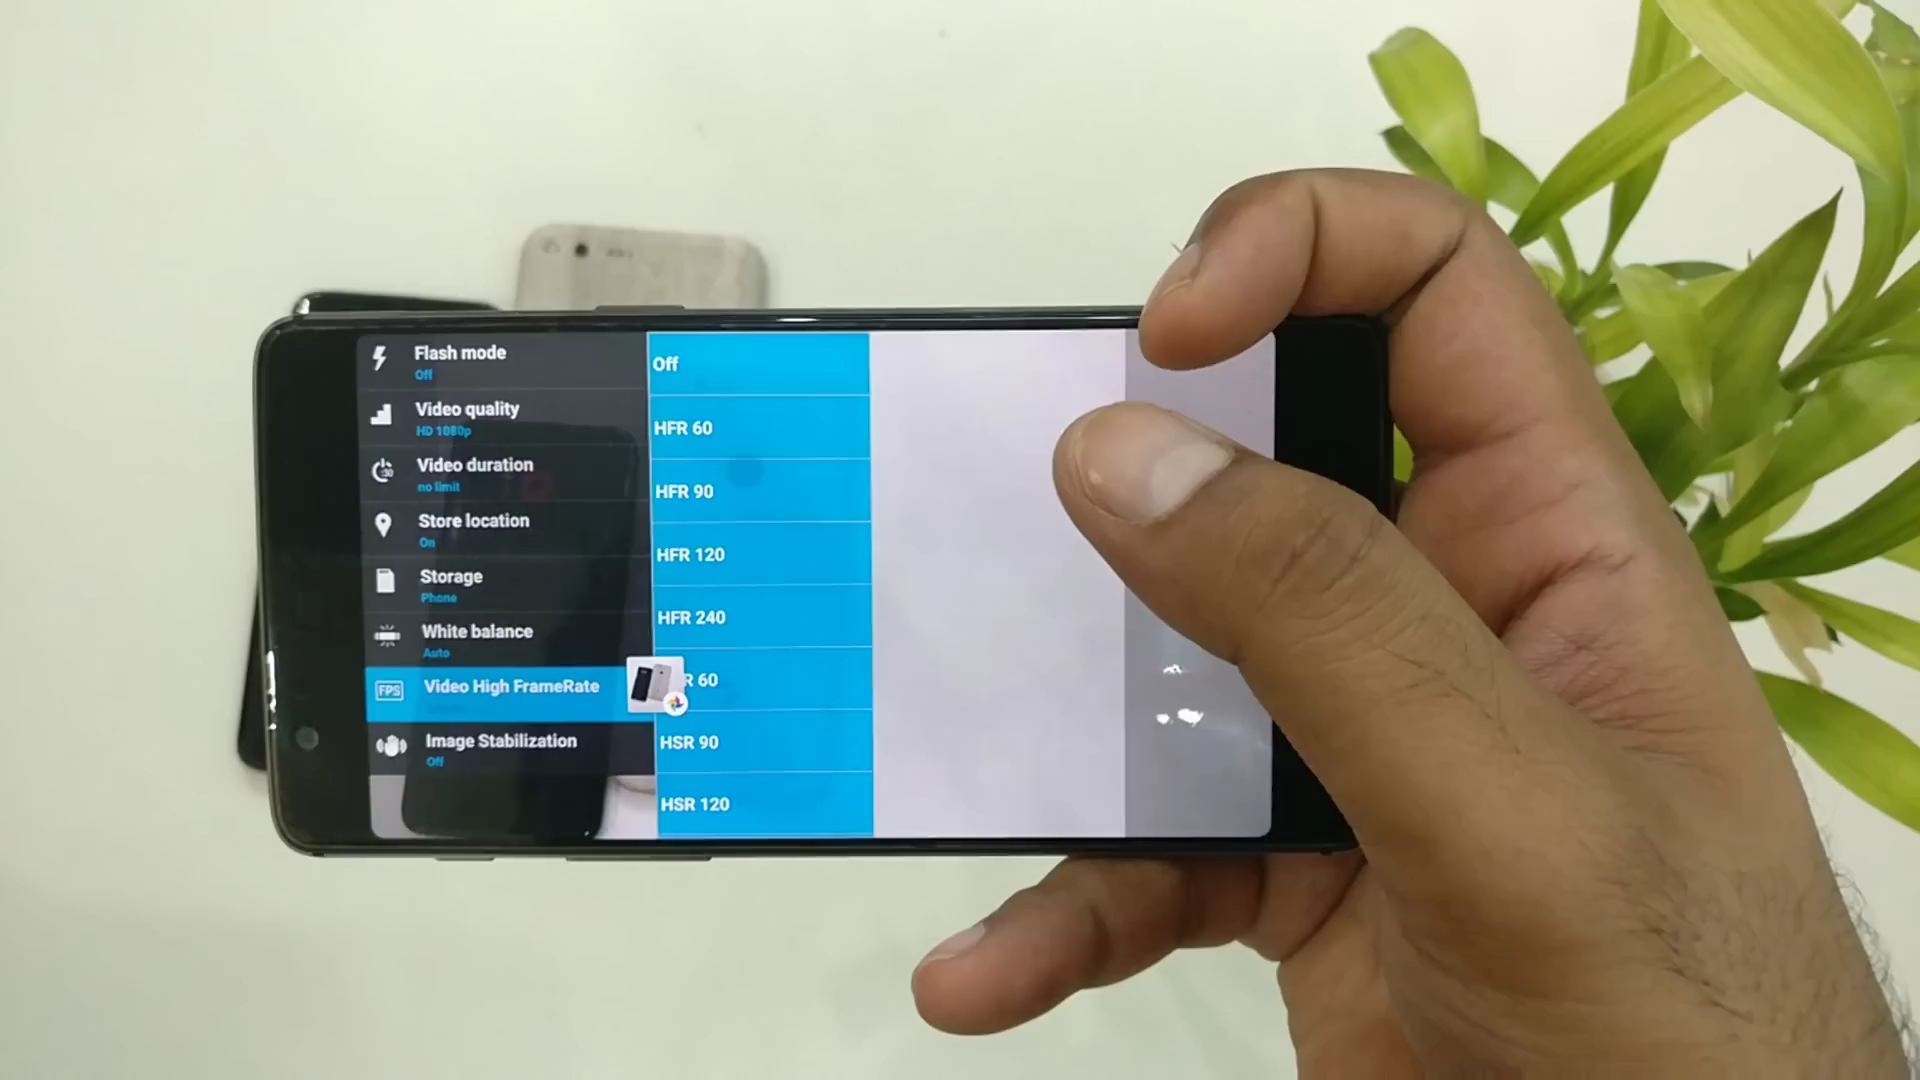 Flash mode
Off
Video quality
HD 1080p
Video duration
no limit
Store location
On
Storage
Phone
White balance
Auto
FPS
Video High FrameRate
Image Stabilization
Off
Off
HFR 60
HFR 90
HFR 120
HFR 240
R 60
HSR 90
HSR 120